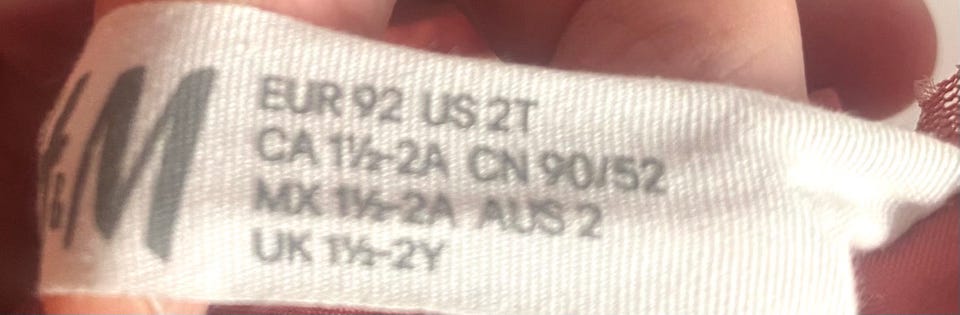 H&M
EUR 92 US 2T
CA 1½-2A CN 90/52
MX 1½-2A AUS 2
UK 1½-2Y